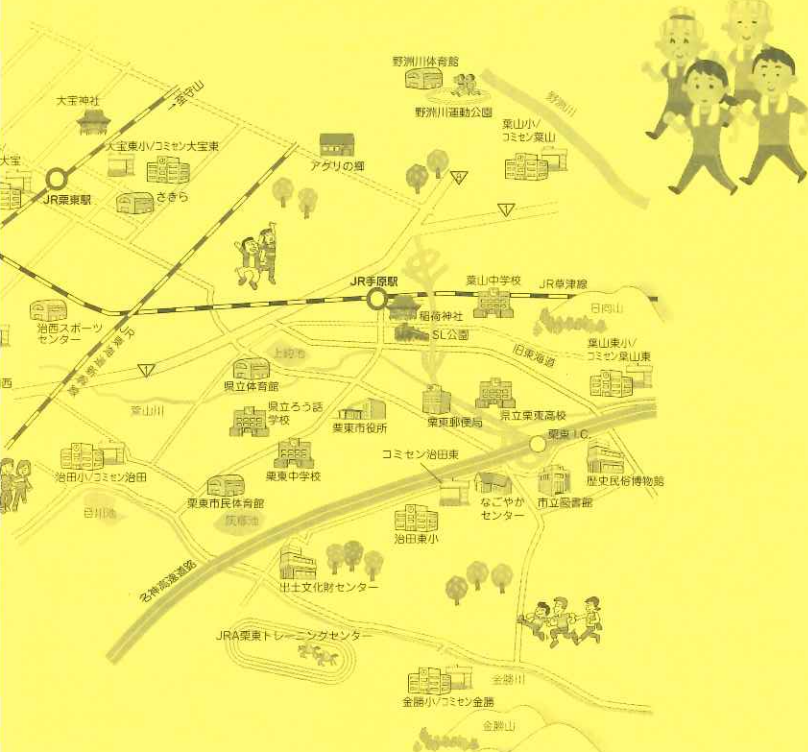 野洲川体育館
野洲川運動公園
野洲川
→至守山
大宝神社
大宝東小/コミセン大宝東
大宝
JR栗東駅
さきら
アグリの郷
葉山小/
コミセン葉山
8
1
JR手原駅
葉山中学校
JR草津線
日向山
稲荷神社
SL公園
治西スポーツ
センター
旧東海道
葉山東小/
コミセン葉山東
JR東海道新幹線
1
西
上鈎池
県立体育館
葉山川
県立ろう話
学校
栗東市役所
栗東郵便局
県立栗東高校
栗東I.C.
コミセン治田東
栗東中学校
歴史民俗博物館
治田小/コミセン治田
栗東市民体育館
なごやか
センター
市立図書館
治田東小
名神高速道路
出土文化財センター
JRA栗東トレーニングセンター
金勝川
金勝小/コミセン金勝
金勝山